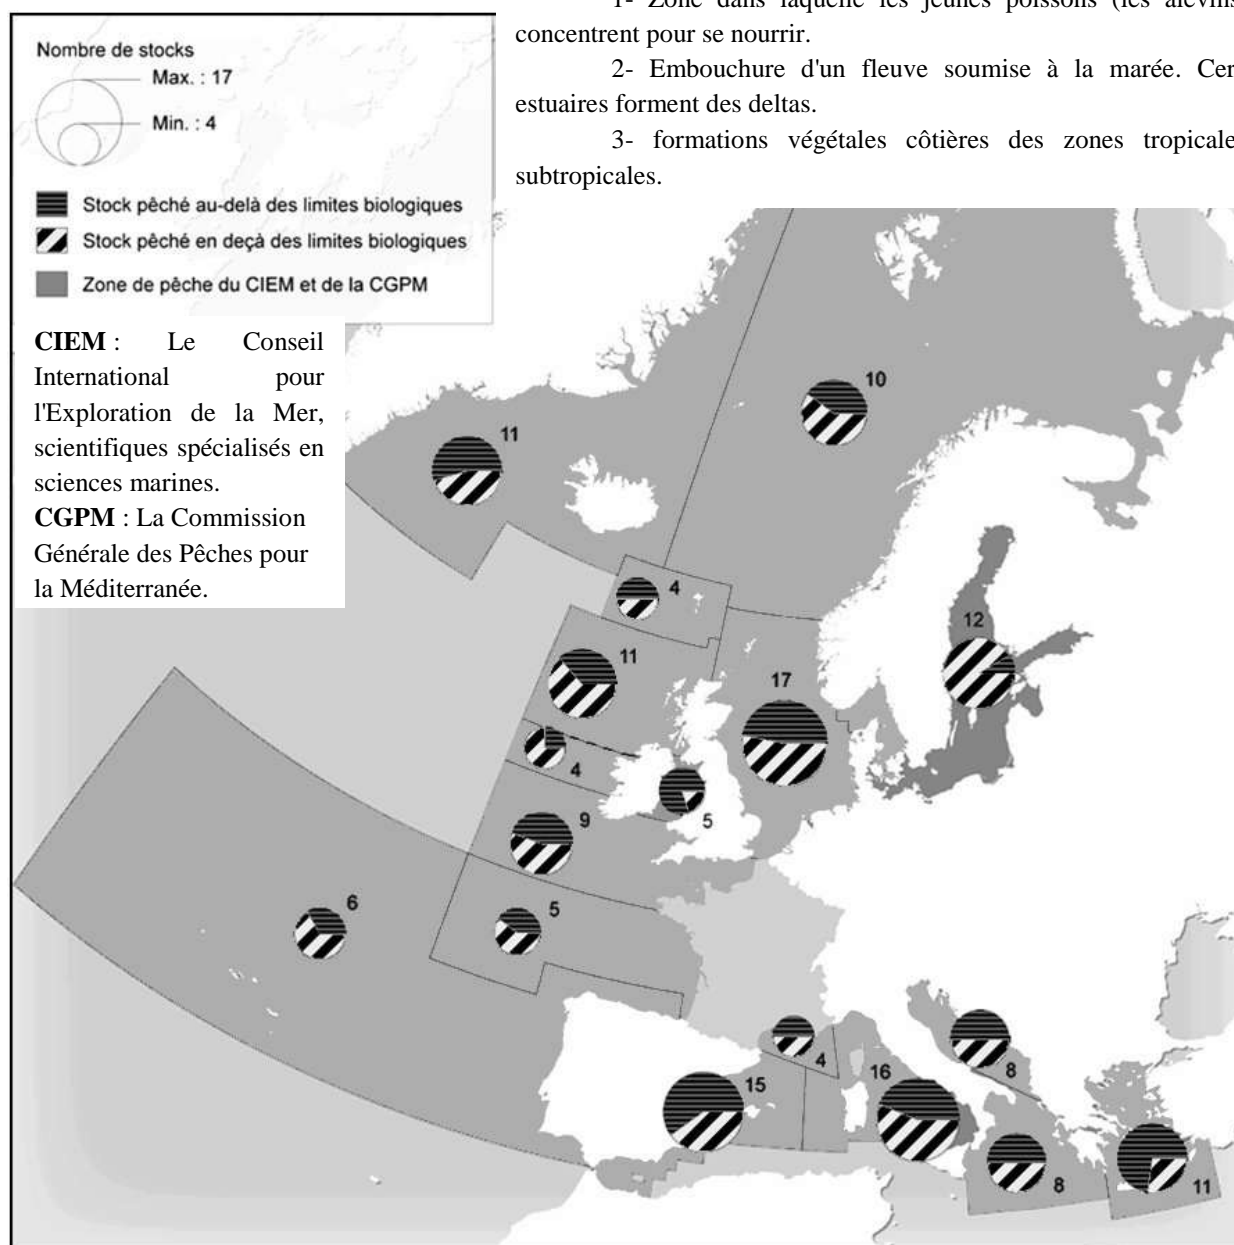 1- Zone dans laquelle les jeunes poissons (les alevins
concentrent pour se nourrir.
2- Embouchure d'un fleuve soumise à la marée. Cer
estuaires forment des deltas.
3- formations végétales côtières des zones tropicale
subtropicales.
Nombre de stocks
Max. : 17
Min. : 4
Stock pêché au-delà des limites biologiques
Stock pêché en deçà des limites biologiques
Zone de pêche du CIEM et de la CGPM
CIEM : Le Conseil
International pour
l'Exploration de la Mer,
scientifiques spécialisés en
sciences marines.
CGPM : La Commission
Générale des Pêches pour
la Méditerranée.
10
11
4
12
11
17
4
5
9
6
5
4
8
15
16
8
11